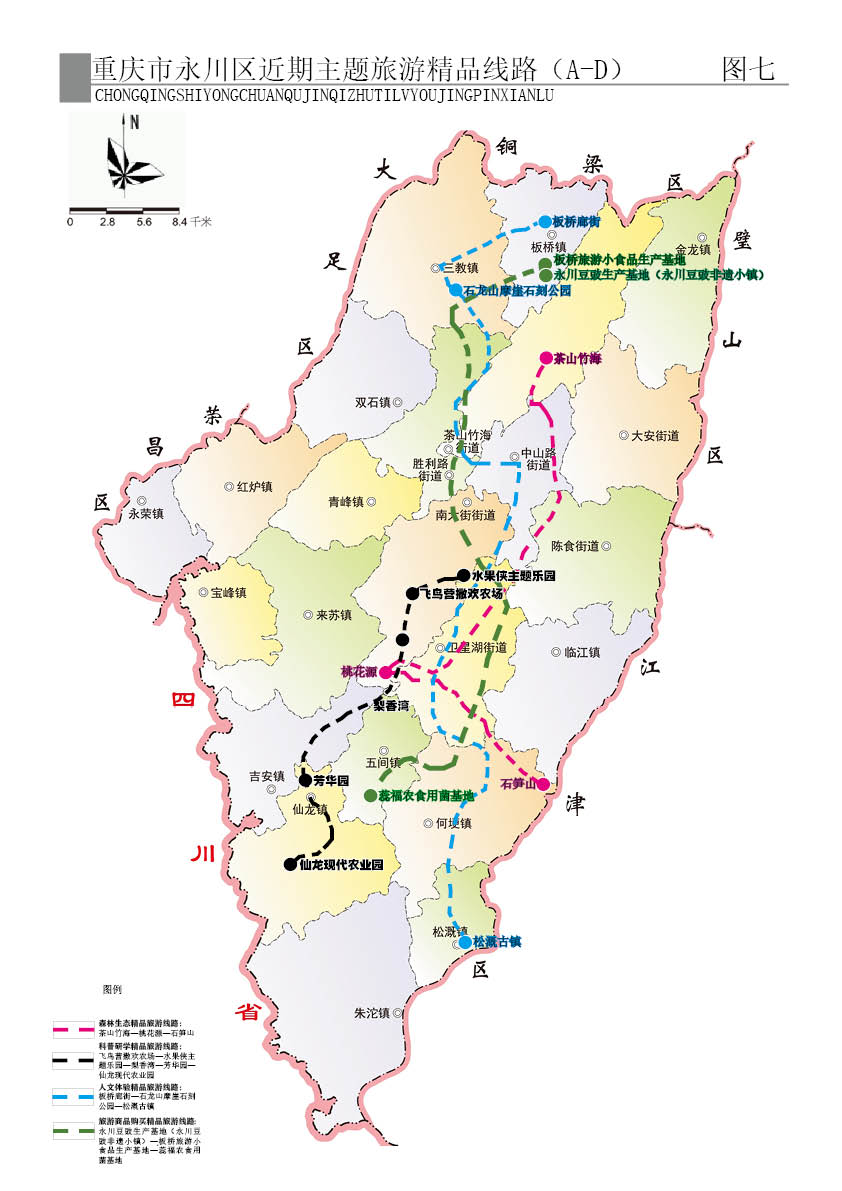 重庆市永川区近期主题旅游精品线路（A-D） 图七
CHONGQINGSHIYONGCHUANQUJINQIZHUTILVYOUJINGPINXIANLU
N
0 2.8 5.6 8.4 千米
大
足
区
铜
梁
区
璧
山
区
荣
昌
区
江
津
区
四
川
省
板桥廊街
板桥镇
金龙镇
板桥旅游小食品生产基地
永川豆豉生产基地（永川豆豉非遗小镇）
三教镇
石龙山摩崖石刻公园
茶山竹海
双石镇
茶山竹海
街道
中山路
街道
大安街道
胜利路
街道
红炉镇
青峰镇
永荣镇
南大街街道
陈食街道
水果侠主题乐园
飞鸟营撒欢农场
宝峰镇
来苏镇
卫星湖街道
临江镇
桃花源
梨香湾
五间镇
吉安镇
芳华园
石笋山
蕊福农食用菌基地
仙龙镇
何埂镇
仙龙现代农业园
松溉镇
松溉古镇
朱沱镇
图例
森林生态精品旅游线路：
茶山竹海—桃花源—石笋山
科普研学精品旅游线路：
飞鸟营撒欢农场—水果侠主
题乐园—梨香湾—芳华园—
仙龙现代农业园
人文体验精品旅游线路：
板桥廊街—石龙山摩崖石刻
公园—松溉古镇
旅游商品购买精品旅游线路：
永川豆豉生产基地（永川豆
豉非遗小镇）—板桥旅游小
食品生产基地—蕊福农食用
菌基地